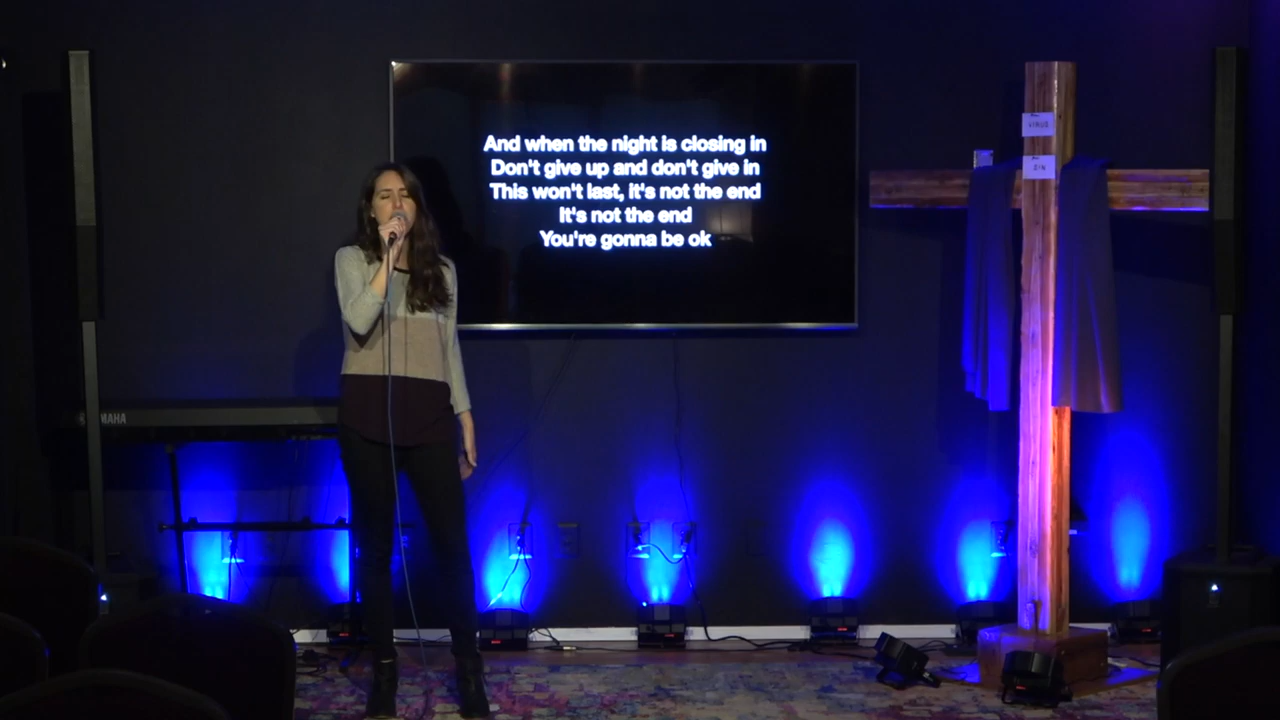 And when the night is closing in
Don't give up and don't give in
This won't last, it's not the end
It's not the end
You're gonna be ok
SIN